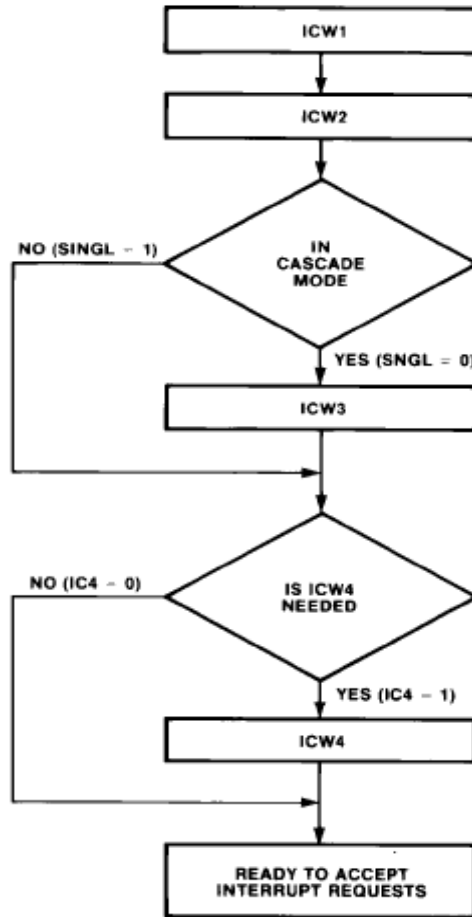 ICW1
ICW2
IN
CASCADE
MODE
NO (SINGL - 1)
YES (SNGL = 0)
ICW3
IS ICW4
NEEDED
NO (IC4 - 0)
YES (IC4 - 1)
ICW4
READY TO ACCEPT
INTERRUPT REQUESTS